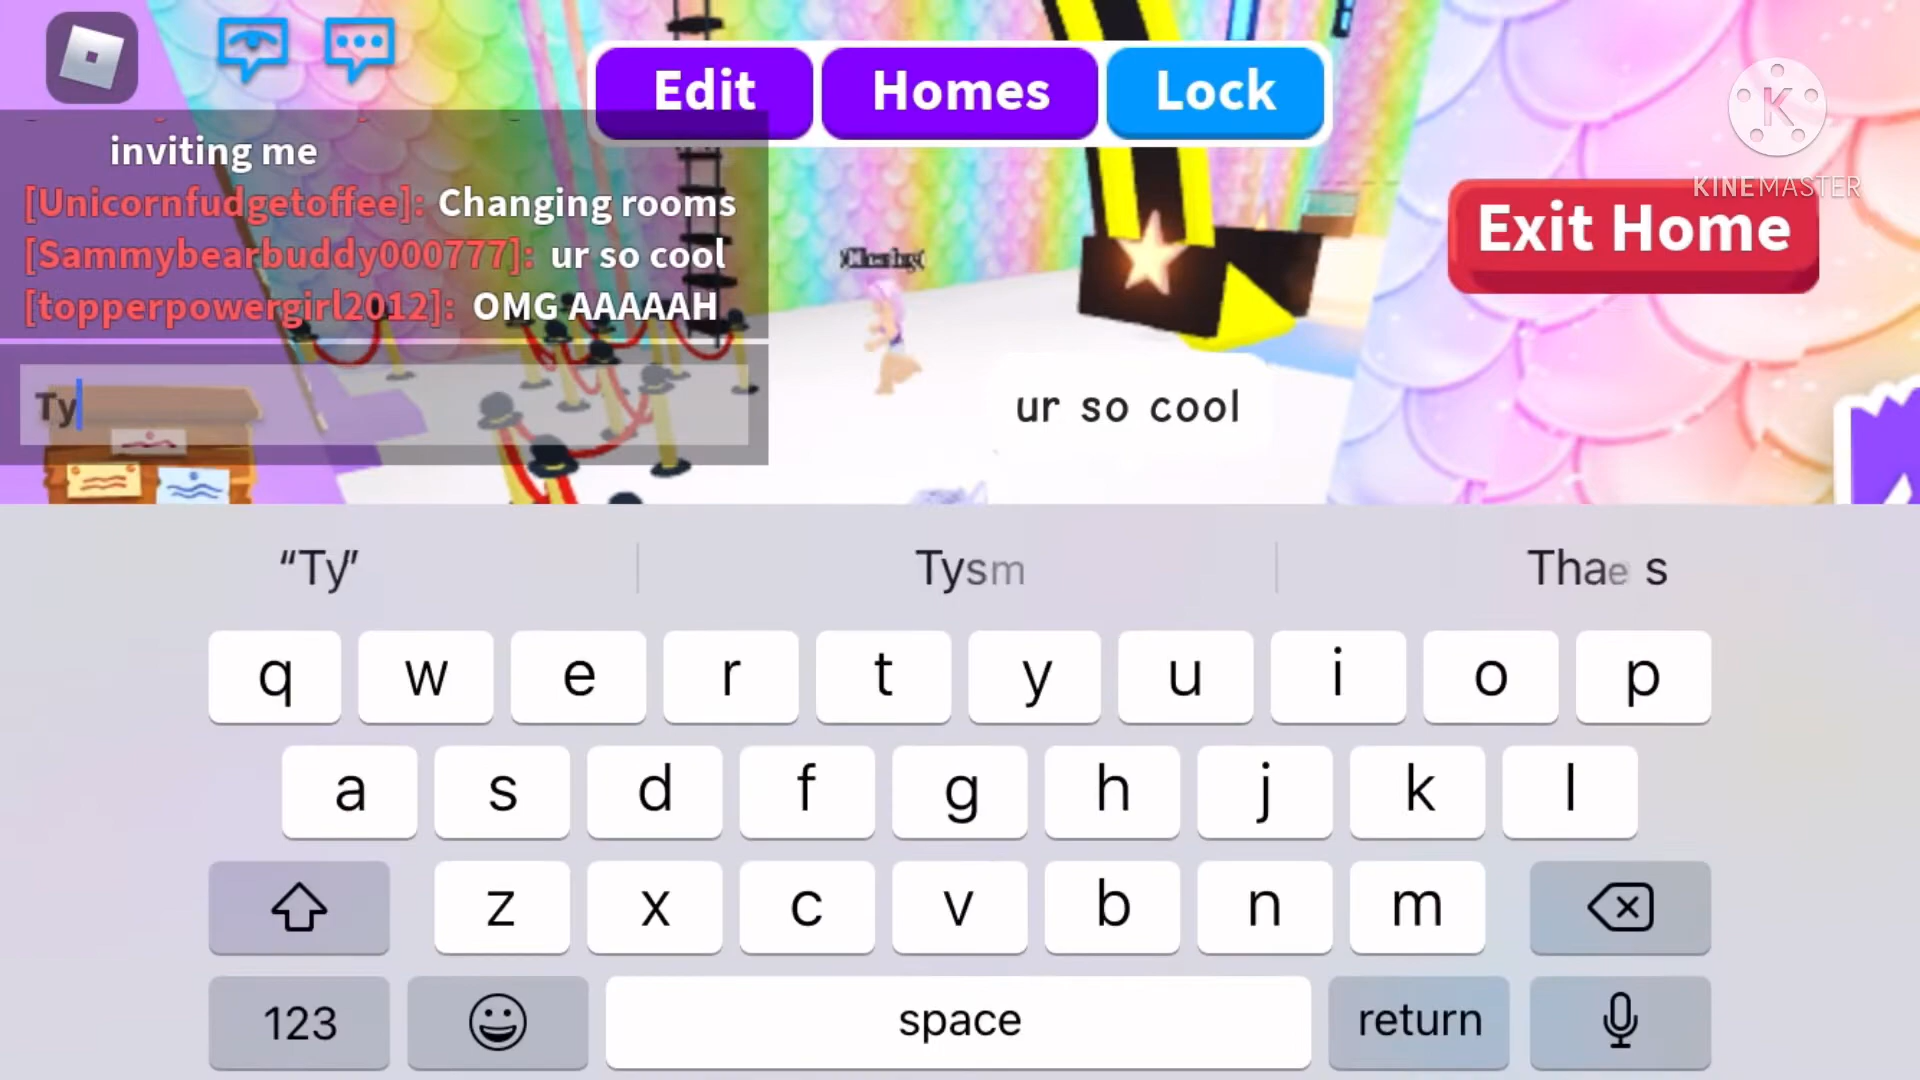 Edit Homes Lock
K
KINEMASTER
Exit Home
inviting me
[Unicornfudgetoffee]: Changing rooms
[Sammybearbuddy000777]: ur so cool
[topperpowergirl2012]: OMG AAAAAH
Ty
ur so cool
“Ty” Tysm
q w e r t y u i o p
a s d f g h j k l
z x c v b n m
123 space return